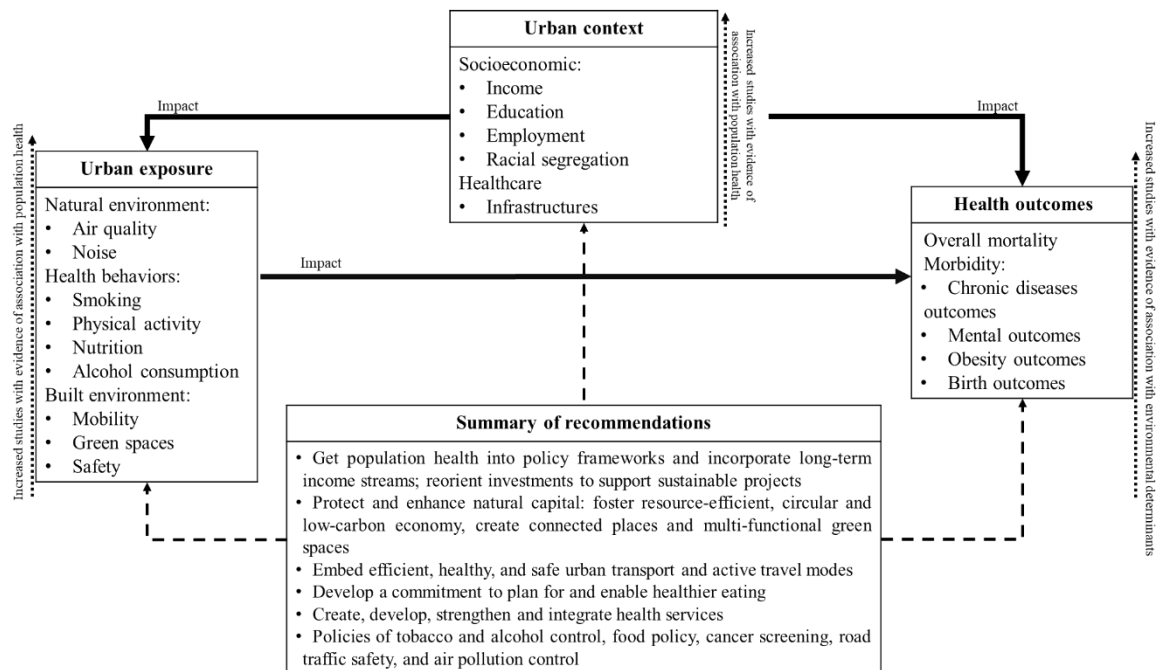 Urban context
Socioeconomic:
• Income
• Education
• Employment
• Racial segregation
Healthcare
• Infrastructures
Increased studies with evidence of
association with population health
Impact
Impact
Increased studies with evidence of association with population health
Urban exposure
Natural environment:
• Air quality
• Noise
Health behaviors:
• Smoking
• Physical activity
• Nutrition
• Alcohol consumption
Built environment:
• Mobility
• Green spaces
• Safety
Impact
Health outcomes
Overall mortality
Morbidity:
• Chronic diseases
outcomes
• Mental outcomes
• Obesity outcomes
• Birth outcomes
Increased studies with evidence of association with environmental determinants
Summary of recommendations
• Get population health into policy frameworks and incorporate long-term
income streams; reorient investments to support sustainable projects
• Protect and enhance natural capital: foster resource-efficient, circular and
low-carbon economy, create connected places and multi-functional green
spaces
• Embed efficient, healthy, and safe urban transport and active travel modes
• Develop a commitment to plan for and enable healthier eating
• Create, develop, strengthen and integrate health services
• Policies of tobacco and alcohol control, food policy, cancer screening, road
traffic safety, and air pollution control